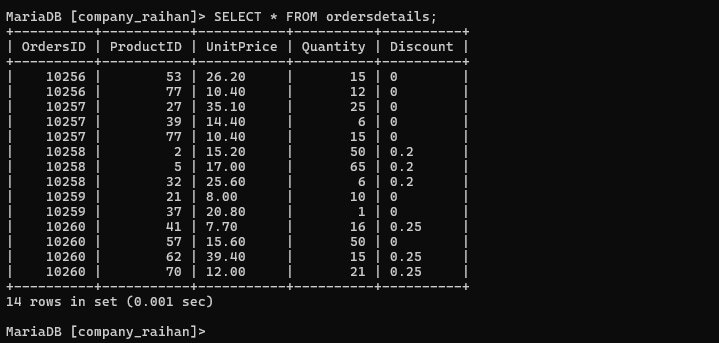 MariaDB [company_raihan]> SELECT * FROM ordersdetails;
+----------+-----------+-----------+----------+----------+
| OrdersID | ProductID | UnitPrice | Quantity | Discount |
+----------+-----------+-----------+----------+----------+
|    10256 |        53 | 26.20     |       15 | 0        |
|    10256 |        77 | 10.40     |       12 | 0        |
|    10257 |        27 | 35.10     |       25 | 0        |
|    10257 |        39 | 14.40     |        6 | 0        |
|    10257 |        77 | 10.40     |       15 | 0        |
|    10258 |         2 | 15.20     |       50 | 0.2      |
|    10258 |         5 | 17.00     |       65 | 0.2      |
|    10258 |        32 | 25.60     |        6 | 0.2      |
|    10259 |        21 | 8.00      |       10 | 0        |
|    10259 |        37 | 20.80     |        1 | 0        |
|    10260 |        41 | 7.70      |       16 | 0.25     |
|    10260 |        57 | 15.60     |       50 | 0        |
|    10260 |        62 | 39.40     |       15 | 0.25     |
|    10260 |        70 | 12.00     |       21 | 0.25     |
+----------+-----------+-----------+----------+----------+
14 rows in set (0.001 sec)
MariaDB [company_raihan]>